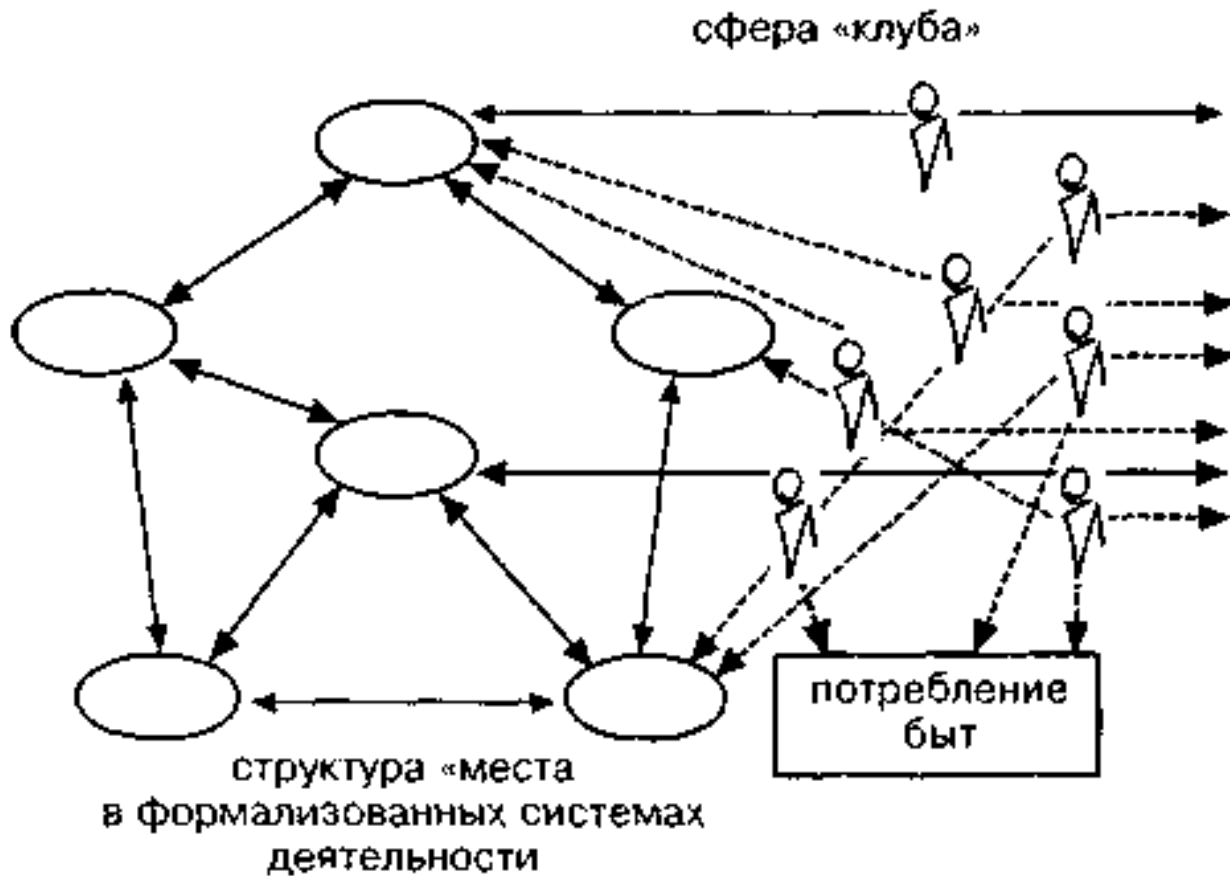 сфера «клуба»
потребление
быт
структура «места
в формализованных системах
деятельности